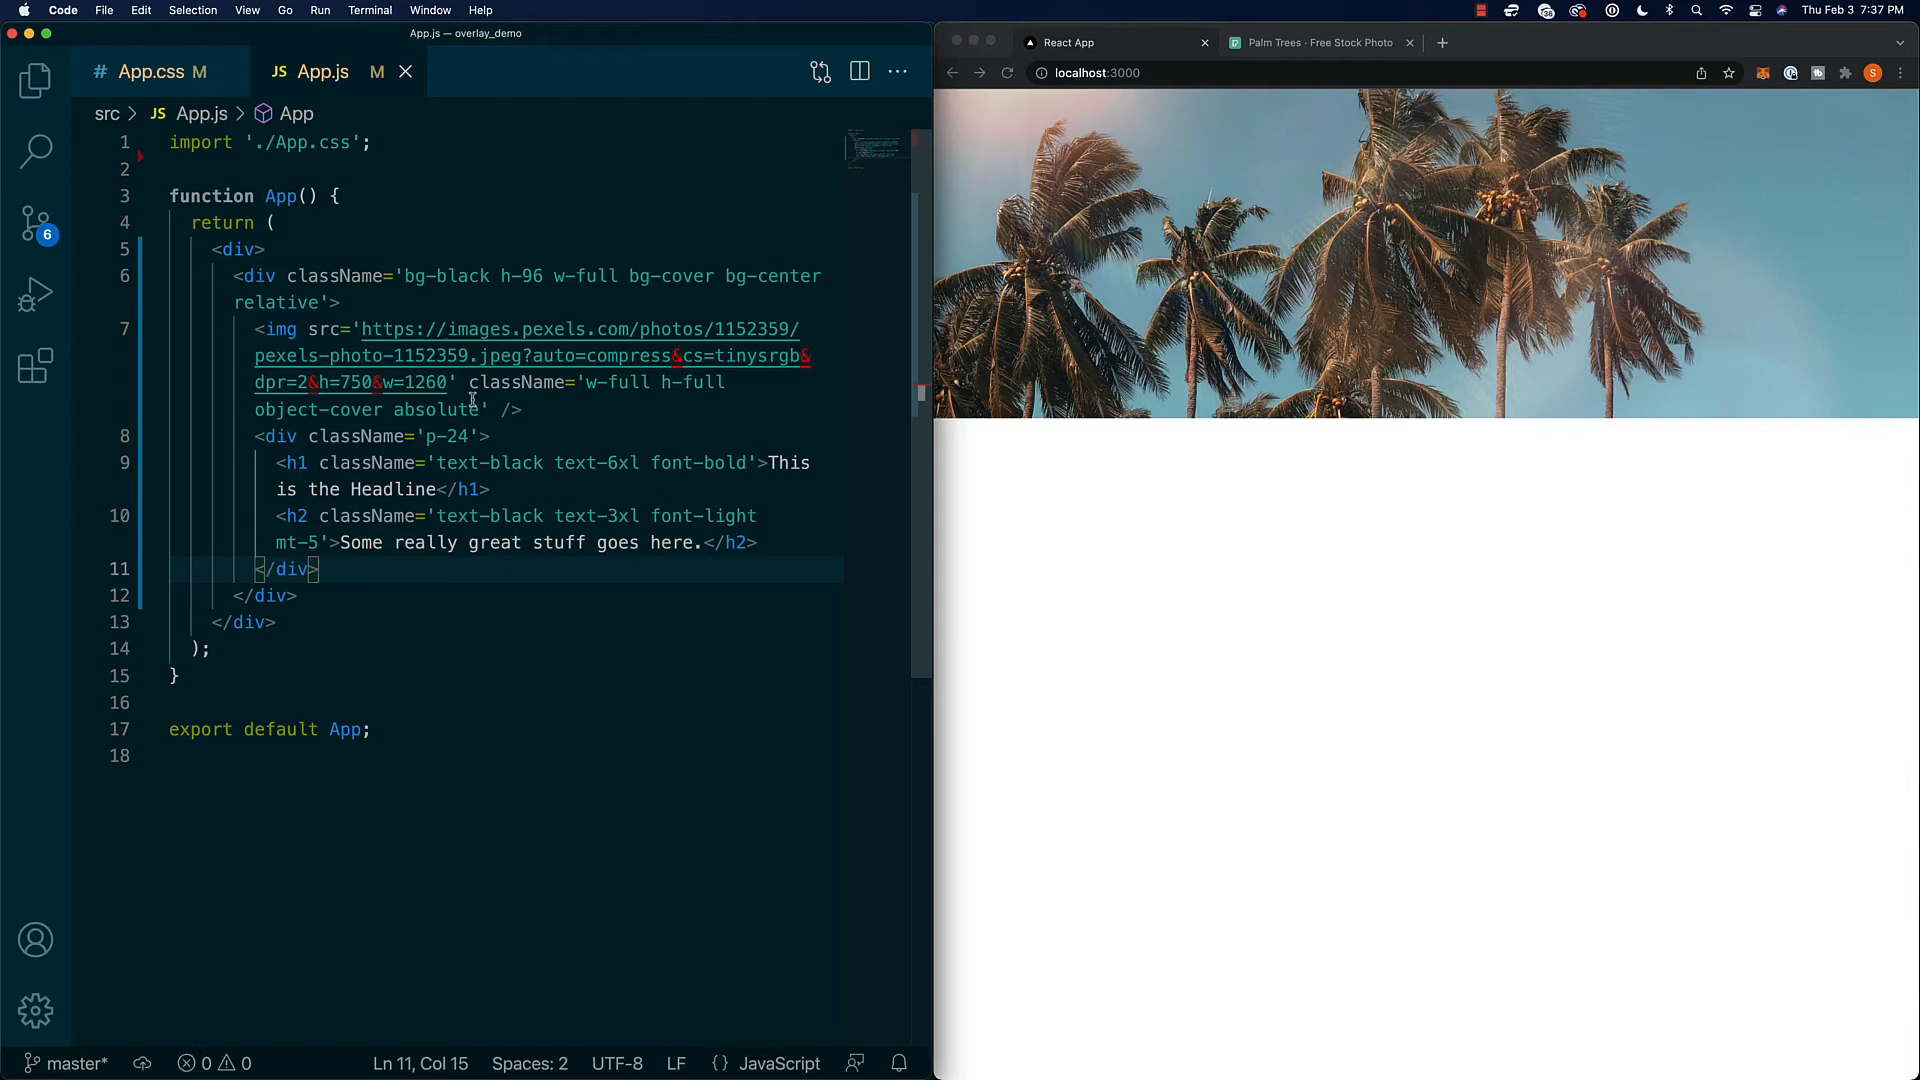 Code File Edit Selection View Go Run Terminal Window Help
36
Thu Feb 3 7:37 PM
App.js — overlay_demo
# App.css M JS App.js M
src > JS App.js > App
1 import './App.css';
2
3 function App() {
4 return (
5 <div>
6 <div className='bg-black h-96 w-full bg-cover bg-center
relative'>
7 <img src='https://images.pexels.com/photos/1152359/
pexels-photo-1152359.jpeg?auto=compress&cs=tinysrgb&
dpr=2&h=750&w=1260' className='w-full h-full
object-cover absolute' />
8 <div className='p-24'>
9 <h1 className='text-black text-6xl font-bold'>This
is the Headline</h1>
10 <h2 className='text-black text-3xl font-light
mt-5'>Some really great stuff goes here.</h2>
11 </div>
12 </div>
13 </div>
14 );
15 }
16
17 export default App;
18
6
master* 0 0 Ln 11, Col 15 Spaces: 2 UTF-8 LF {} JavaScript
React App
Palm Trees · Free Stock Photo
localhost:3000
S